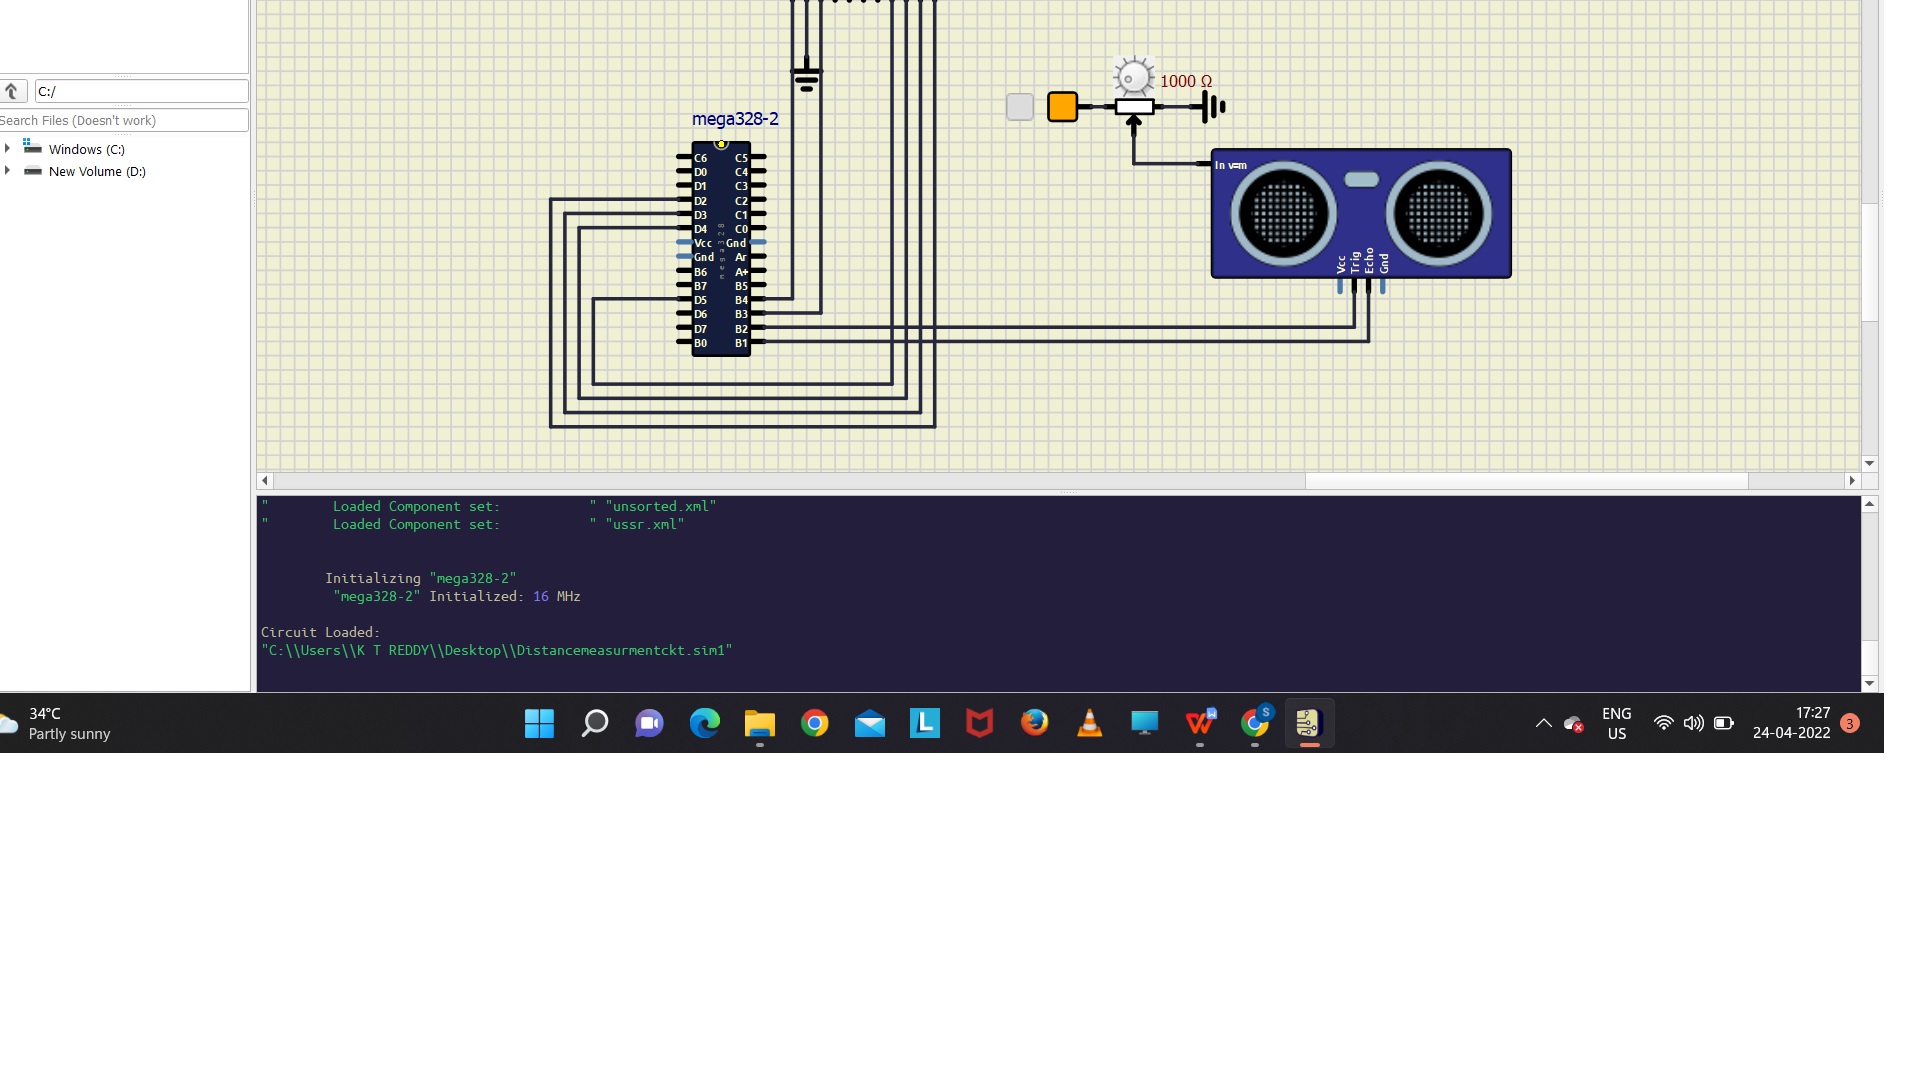 C:/
Search Files (Doesn't work)
Windows (C:)
New Volume (D:)
1000 Ω
mega328-2
C6 C5
D0 C4
D1 C3
D2 C2
D3 C1
D4 C0
Vcc Gnd
Gnd Ar
B6 A+
B7 B5
D5 B4
D6 B3
D7 B2
B0 B1
mega328
In v=m
Vcc
Trig
Echo
Gnd
" Loaded Component set: " "unsorted.xml"
" Loaded Component set: " "ussr.xml"
Initializing "mega328-2"
"mega328-2" Initialized: 16 MHz
Circuit Loaded:
"C:\\Users\\K T REDDY\\Desktop\\Distancemeasurmentckt.sim1"
34°C
Partly sunny
L
W
S
ENG
US
17:27
24-04-2022
3